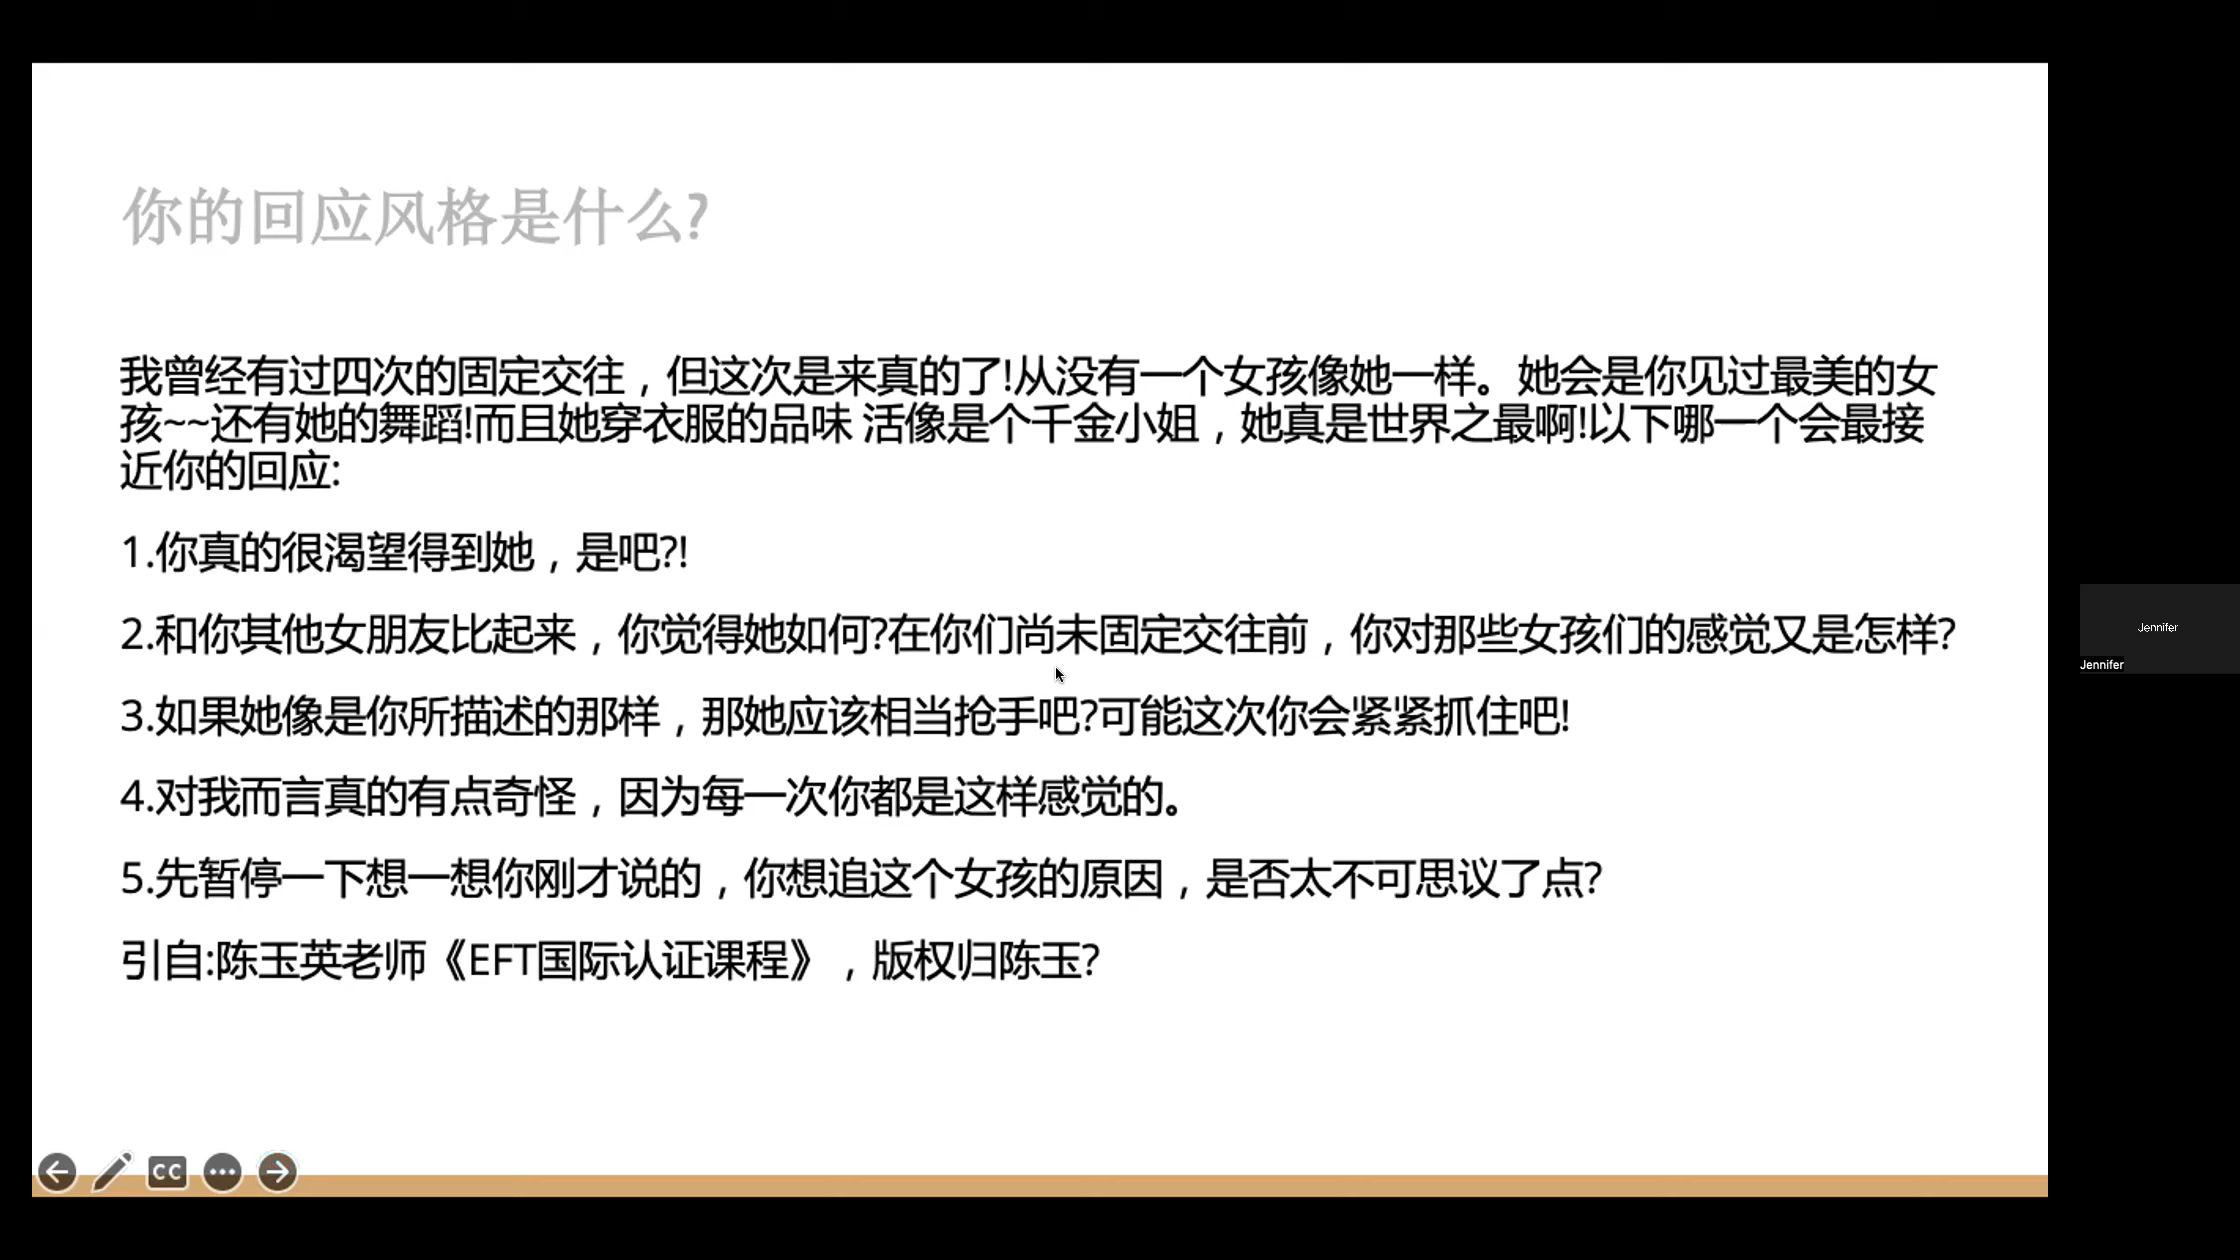 你的回应风格是什么?
我曾经有过四次的固定交往，但这次是来真的了!从没有一个女孩像她一样。她会是你见过最美的女
孩~~还有她的舞蹈!而且她穿衣服的品味 活像是个千金小姐，她真是世界之最啊!以下哪一个会最接
近你的回应:
1.你真的很渴望得到她，是吧?!
2.和你其他女朋友比起来，你觉得她如何?在你们尚未固定交往前，你对那些女孩们的感觉又是怎样?
3.如果她像是你所描述的那样，那她应该相当抢手吧?可能这次你会紧紧抓住吧!
4.对我而言真的有点奇怪，因为每一次你都是这样感觉的。
5.先暂停一下想一想你刚才说的，你想追这个女孩的原因，是否太不可思议了点?
引自:陈玉英老师《EFT国际认证课程》，版权归陈玉?
CC
Jennifer
Jennifer